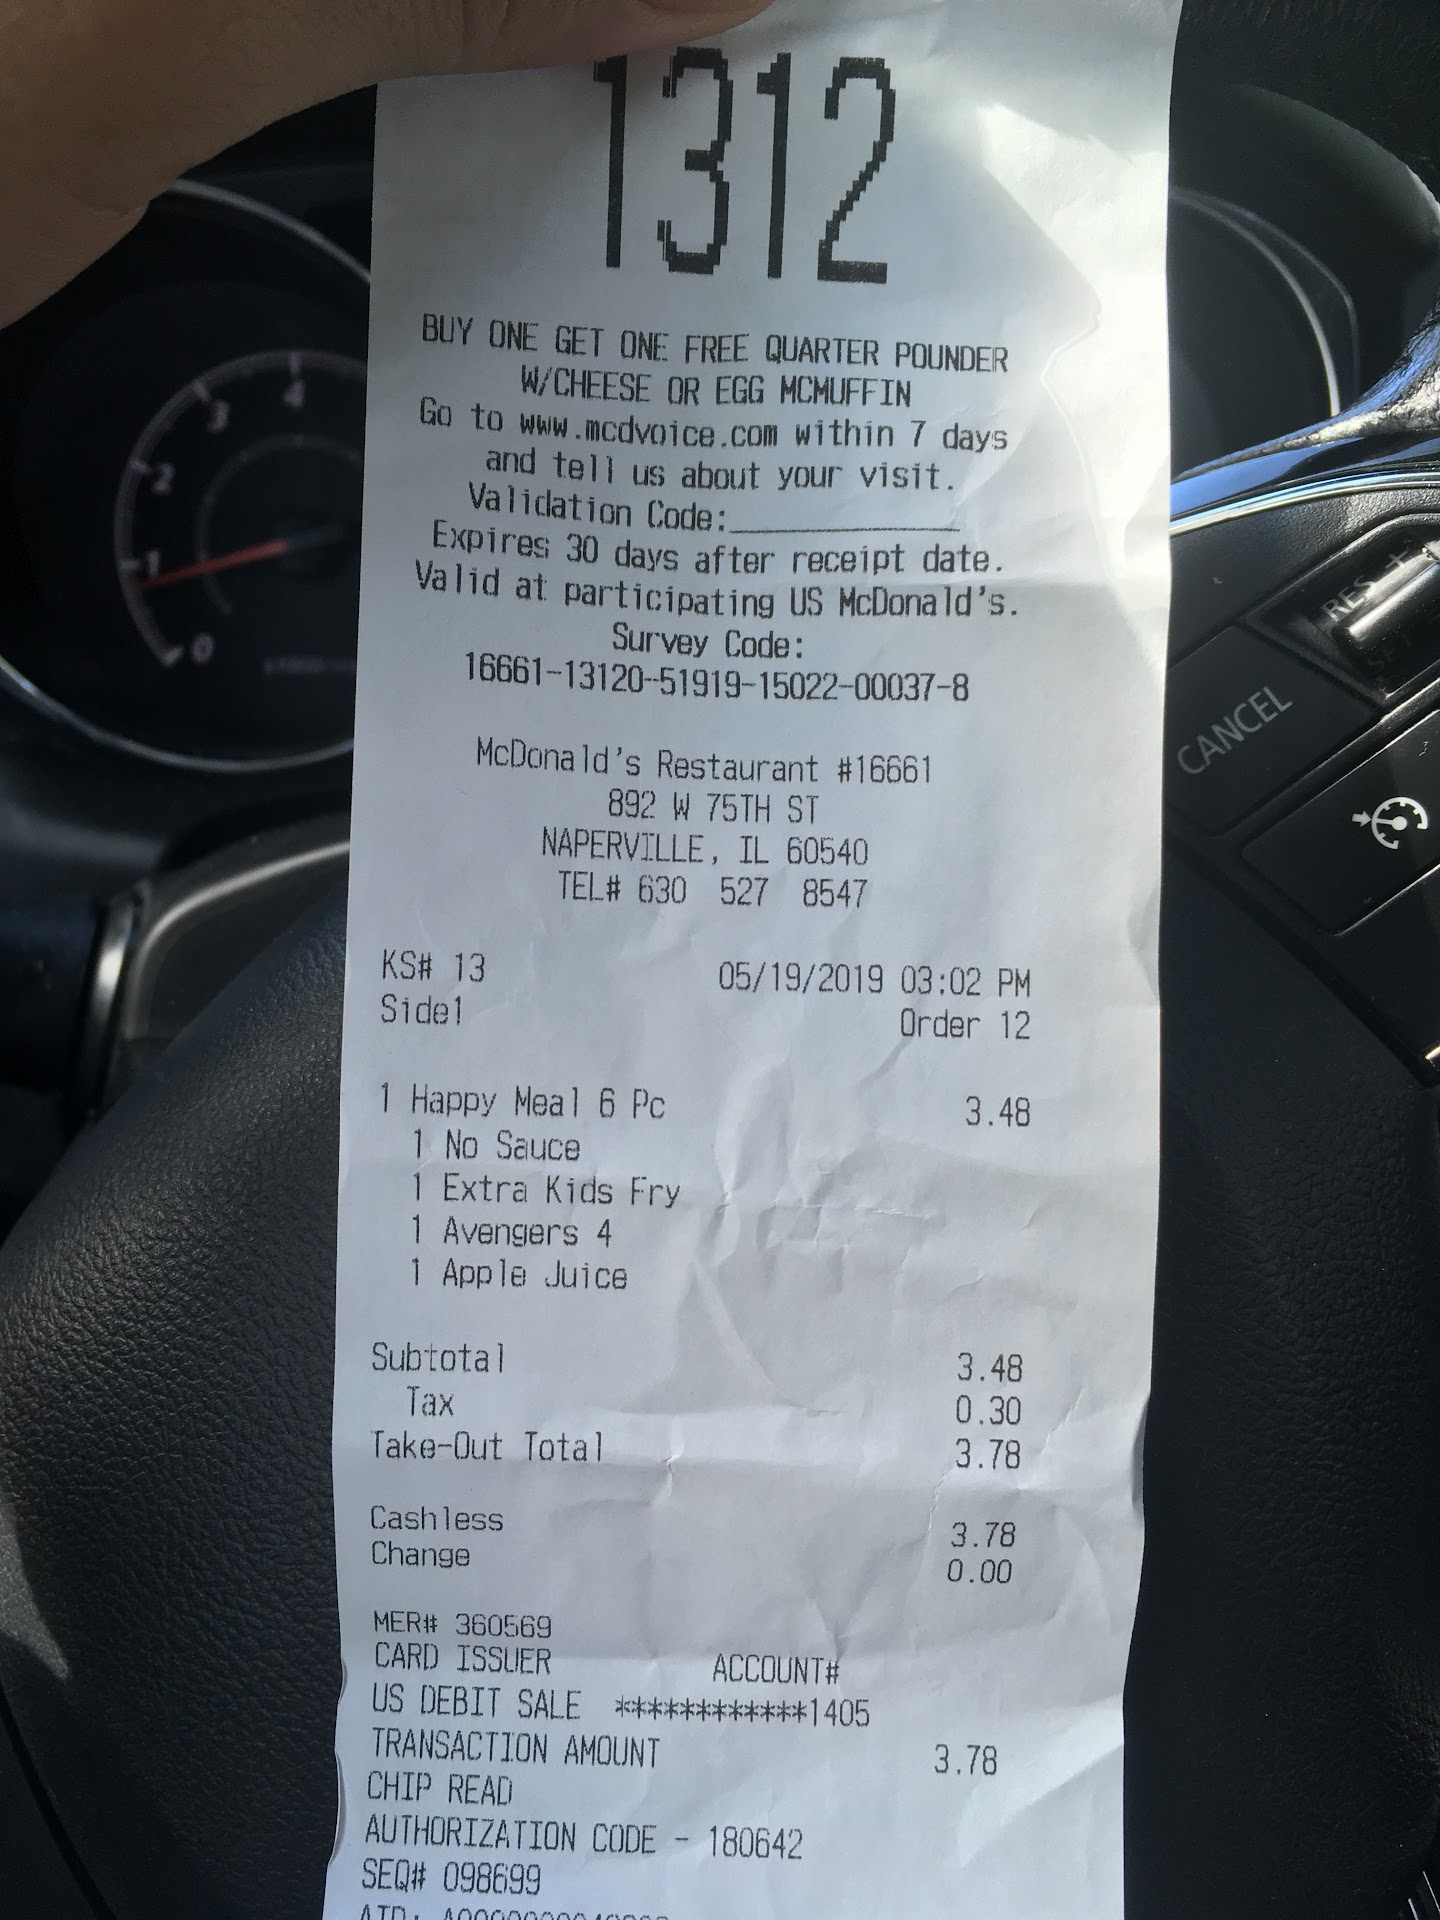 1312
BUY ONE GET ONE FREE QUARTER POUNDER
W/CHEESE OR EGG MCMUFFIN
Go to www.mcdvoice.com within 7 days
and tell us about your visit.
Validation Code:______________
Expires 30 days after receipt date.
Valid at participating US McDonald's.
Survey Code:
16661-13120-51919-15022-00037-8
McDonald's Restaurant #16661
892 W 75TH ST
NAPERVILLE, IL 60540
TEL# 630 527 8547
KS# 13 05/19/2019 03:02 PM
Side1 Order 12
1 Happy Meal 6 Pc 3.48
1 No Sauce
1 Extra Kids Fry
1 Avengers 4
1 Apple Juice
Subtotal 3.48
Tax 0.30
Take-Out Total 3.78
Cashless 3.78
Change 0.00
MER# 360569
CARD ISSUER ACCOUNT#
US DEBIT SALE ************1405
TRANSACTION AMOUNT 3.78
CHIP READ
AUTHORIZATION CODE - 180642
SEQ# 098699
4
3
2
1
0
CANCEL